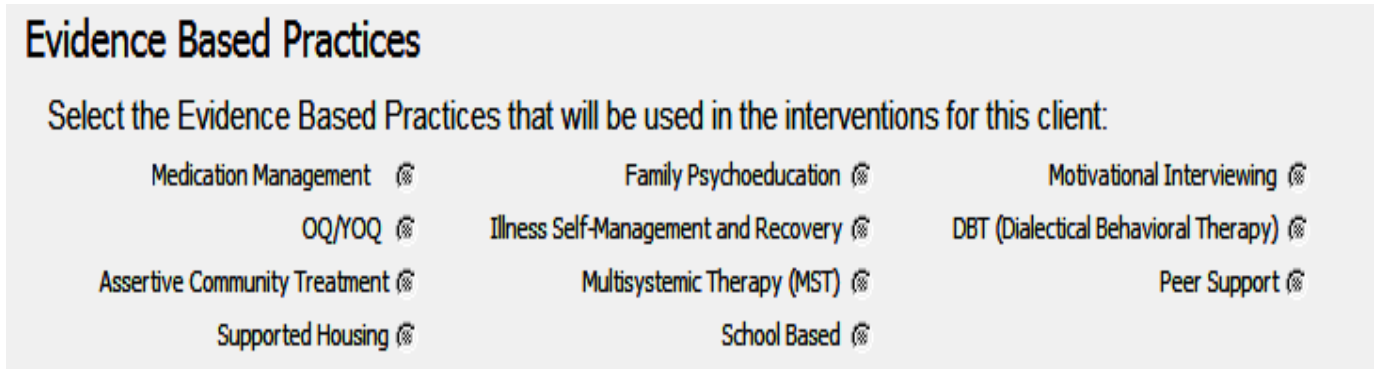 Evidence Based Practices
Select the Evidence Based Practices that will be used in the interventions for this client:
Medication Management Family Psychoeducation Motivational Interviewing
OQ/YOQ Illness Self-Management and Recovery DBT (Dialectical Behavioral Therapy)
Assertive Community Treatment Multisystemic Therapy (MST) Peer Support
Supported Housing School Based